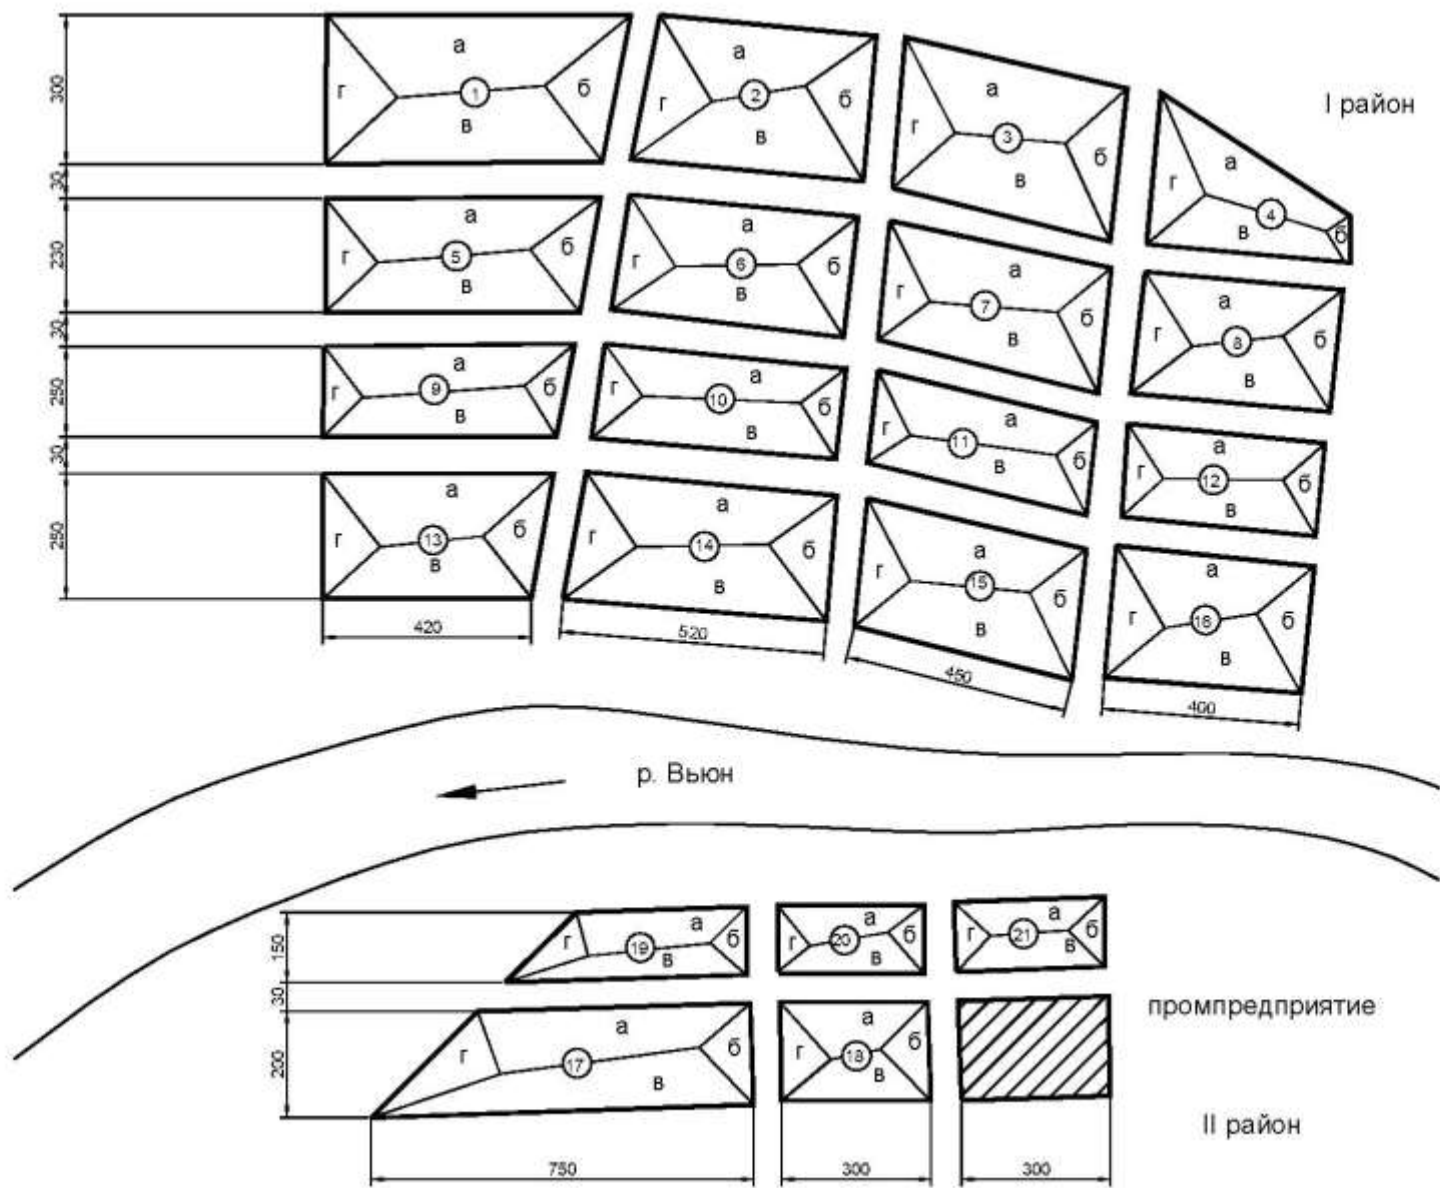 300
30
230
30
250
30
250
а
б
в
г
1
а
б
в
г
2
а
б
в
г
3
а
б
в
г
4
I район
а
б
в
г
5
а
б
в
г
6
а
б
в
г
7
а
б
в
г
8
а
б
в
г
9
а
б
в
г
10
а
б
в
г
11
а
б
в
г
12
а
б
в
г
13
а
б
в
г
14
а
б
в
г
15
а
б
в
г
16
420
520
450
400
р. Вьюн
150
30
200
а
б
в
г
19
а
б
в
г
20
а
б
в
г
21
промпредприятие
а
б
в
г
17
а
б
в
г
18
II район
750
300
300